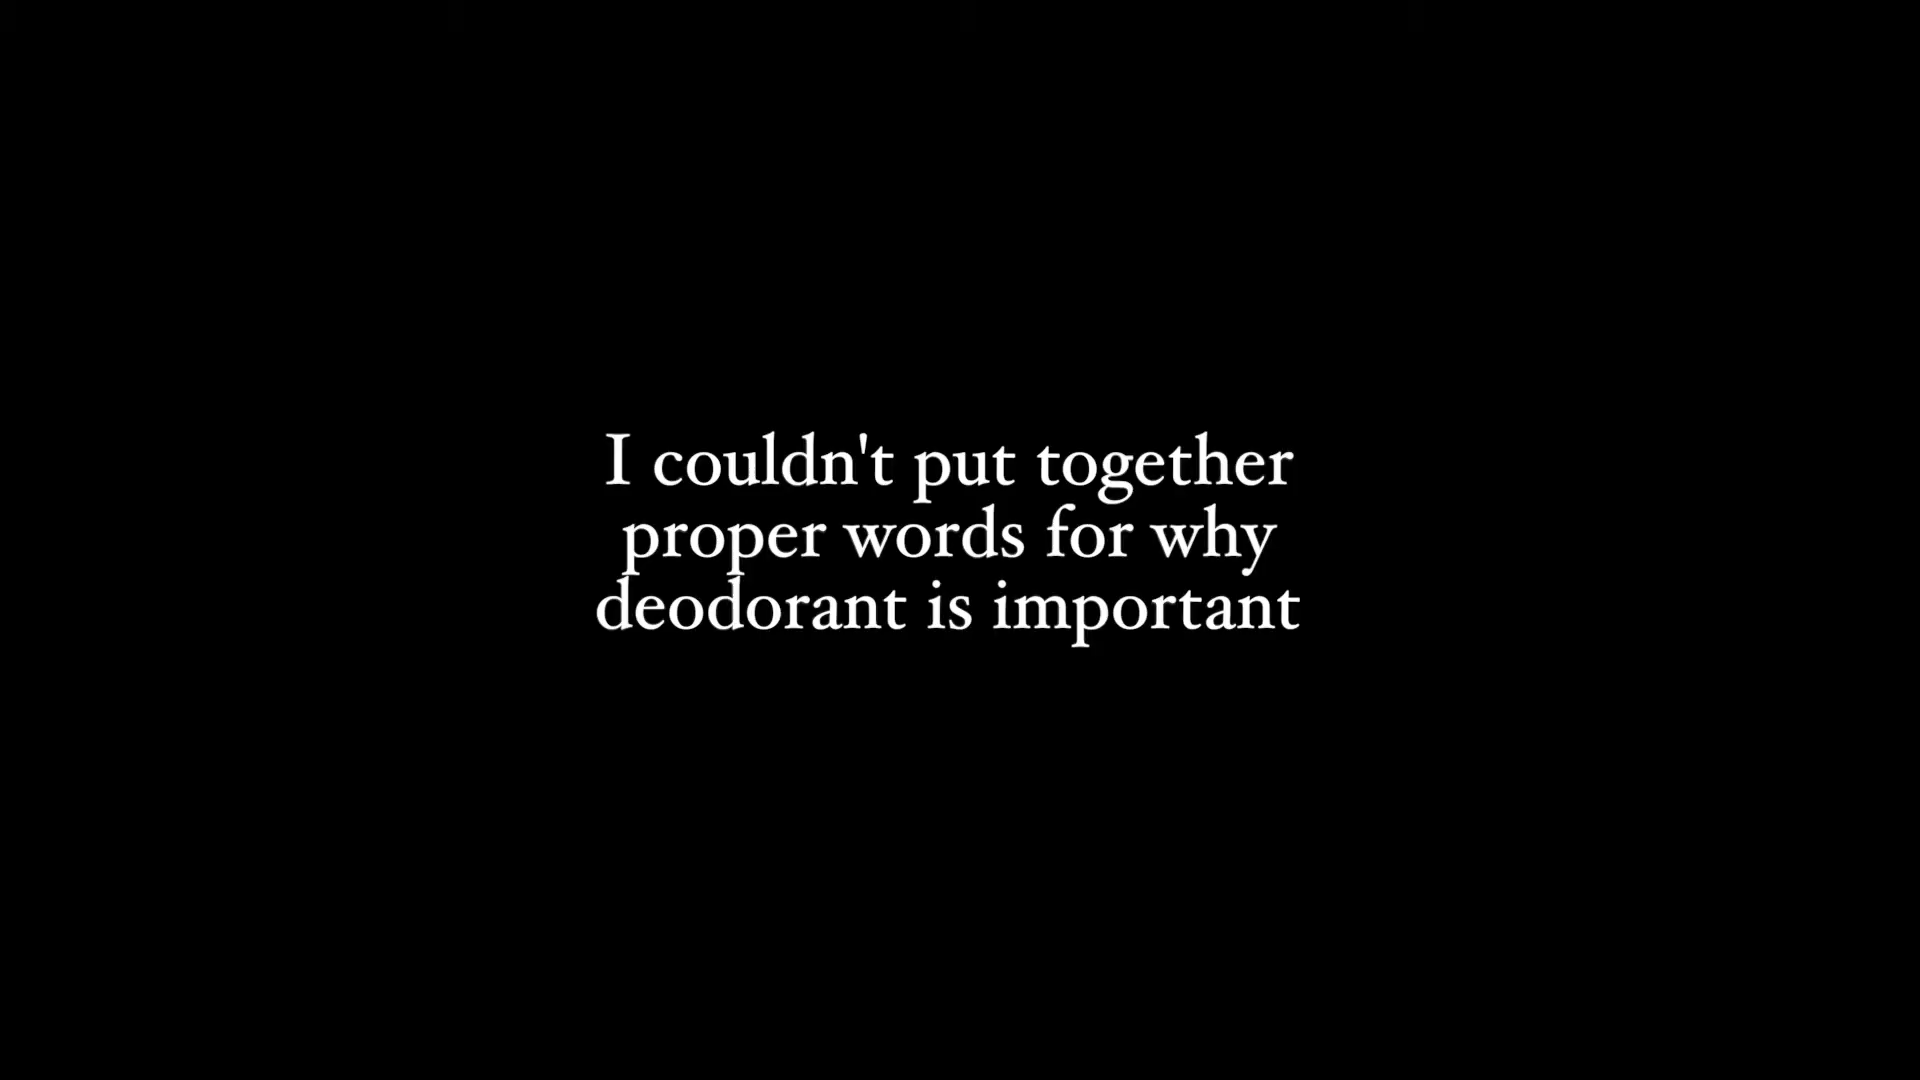 I couldn't put together
proper words for why
deodorant is important